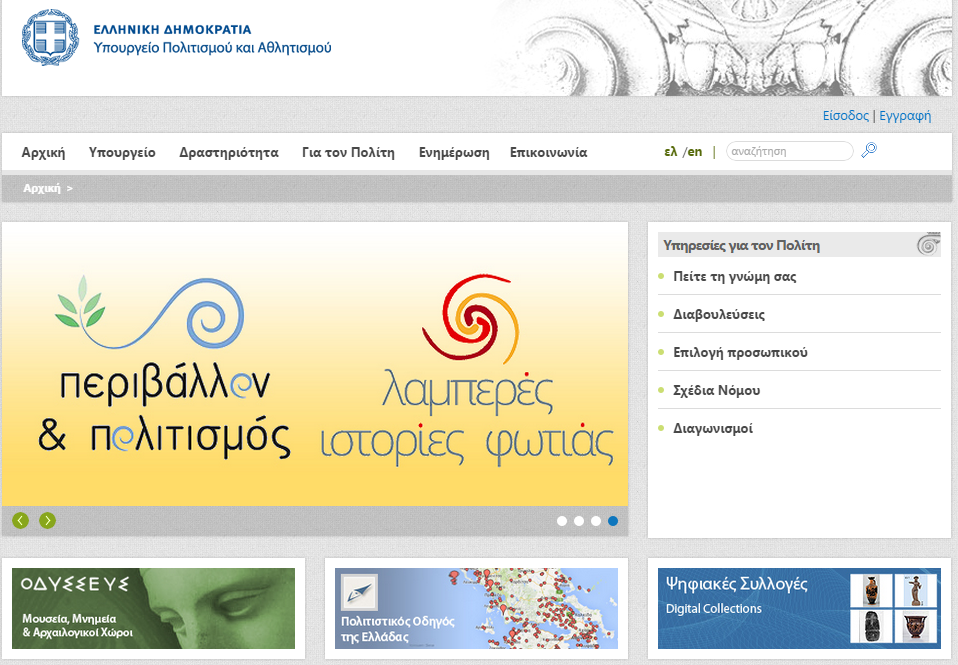 ΕΛΛΗΝΙΚΗ ΔΗΜΟΚΡΑΤΙΑ
Υπουργείο Πολιτισμού και Αθλητισμού
Είσοδος | Εγγραφή
Αρχική Υπουργείο Δραστηριότητα Για τον Πολίτη Ενημέρωση Επικοινωνία ελ /en | αναζήτηση
Αρχική >
περιβάλλον
& πολιτισμός
λαμπερές
ιστορίες φωτιάς
Υπηρεσίες για τον Πολίτη
Πείτε τη γνώμη σας
Διαβουλεύσεις
Επιλογή προσωπικού
Σχέδια Νόμου
Διαγωνισμοί
ΟΔΥΣΣΕΥΣ
Μουσεία, Μνημεία
& Αρχαιολογικοί Χώροι
Πολιτιστικός Οδηγός
της Ελλάδας
Ψηφιακές Συλλογές
Digital Collections